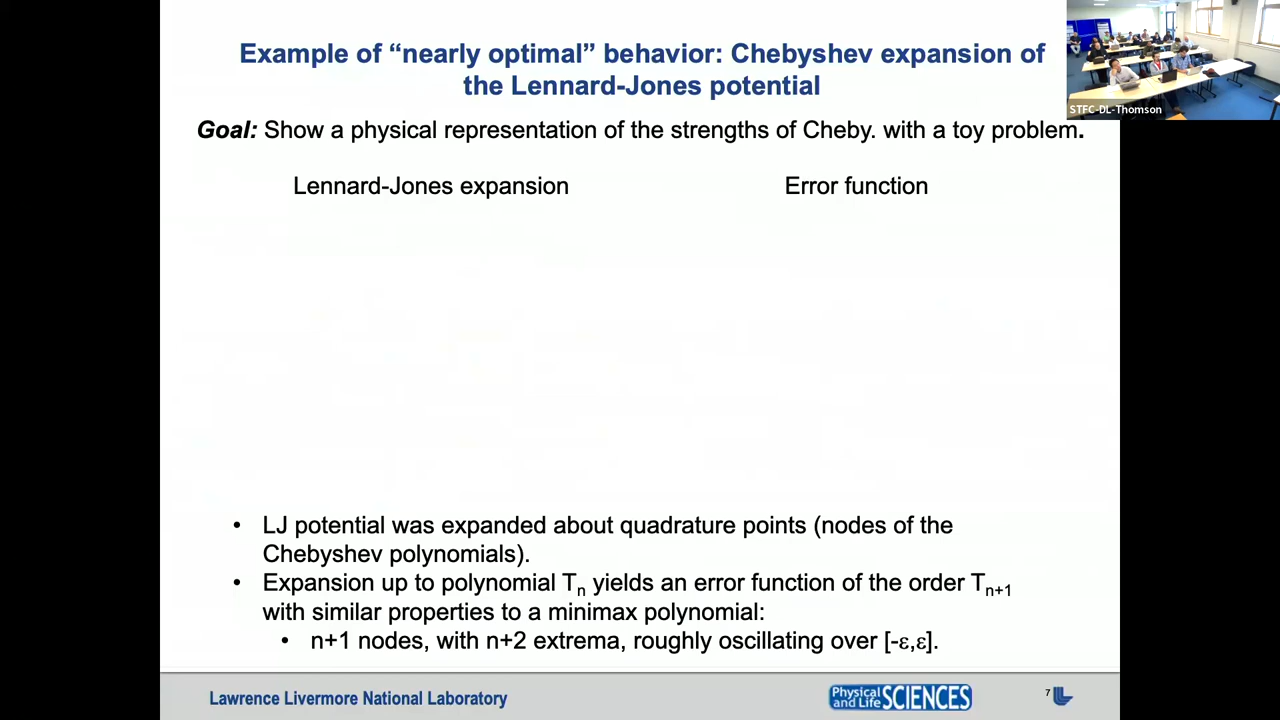 Example of “nearly optimal” behavior: Chebyshev expansion of
the Lennard-Jones potential
STFC-DL-Thomson
Goal: Show a physical representation of the strengths of Cheby. with a toy problem.
Lennard-Jones expansion
Error function
• LJ potential was expanded about quadrature points (nodes of the
Chebyshev polynomials).
• Expansion up to polynomial Tn yields an error function of the order Tn+1
with similar properties to a minimax polynomial:
• n+1 nodes, with n+2 extrema, roughly oscillating over [-ε,ε].
Lawrence Livermore National Laboratory
Physical
and Life SCIENCES
7